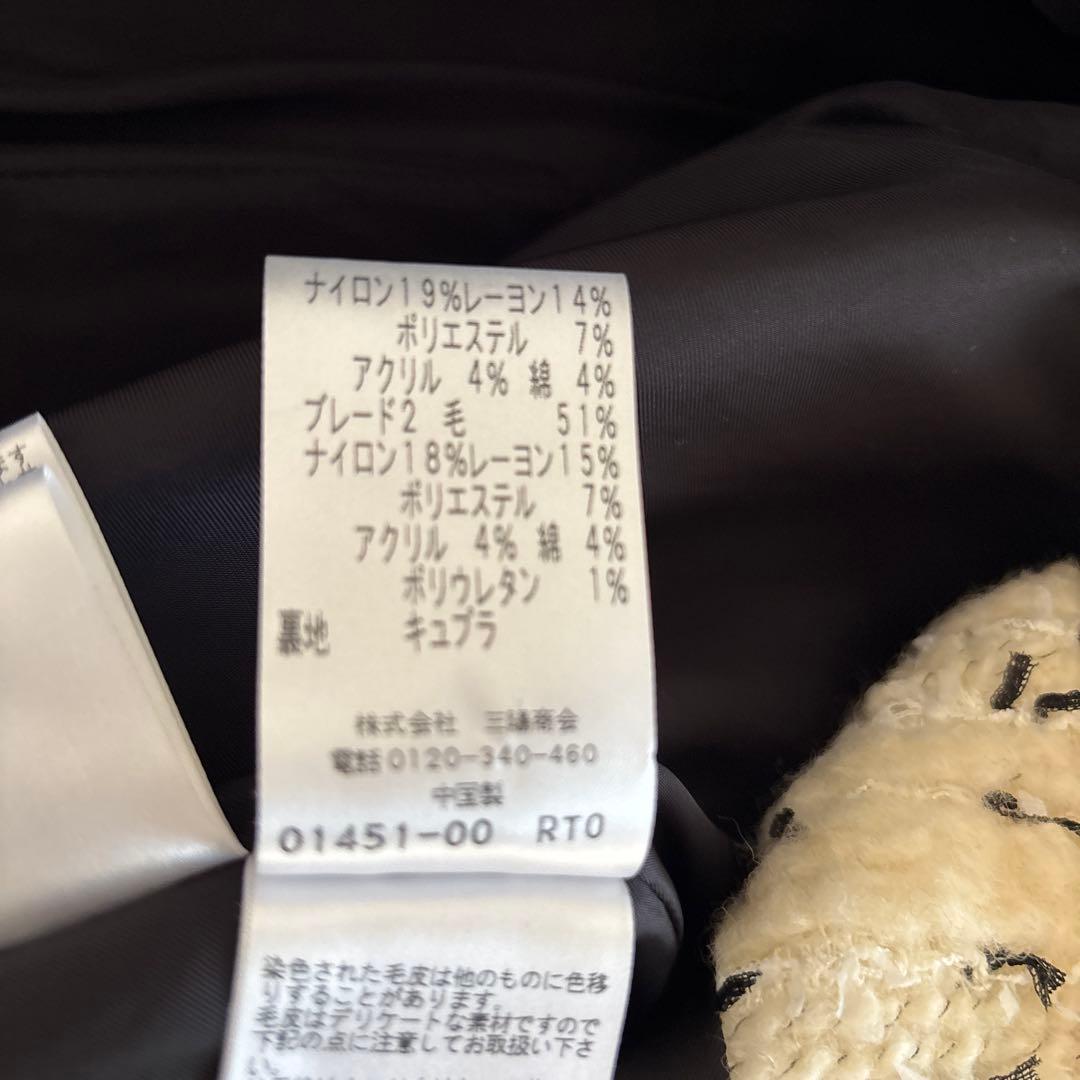 ナイロン19%レーヨン14%
ポリエステル 7%
アクリル 4% 綿 4%
ブレード2 毛 51%
ナイロン18%レーヨン15%
ポリエステル 7%
アクリル 4% 綿 4%
ポリウレタン 1%
裏地 キュプラ
株式会社 三陽商会
電話0120-340-460
中国製
01451-00 RT0
ます。
染色された毛皮は他のものに色移
りすることがあります。
毛皮はデリケートな素材ですので
下記の点に注意してお取扱い下さ
い。